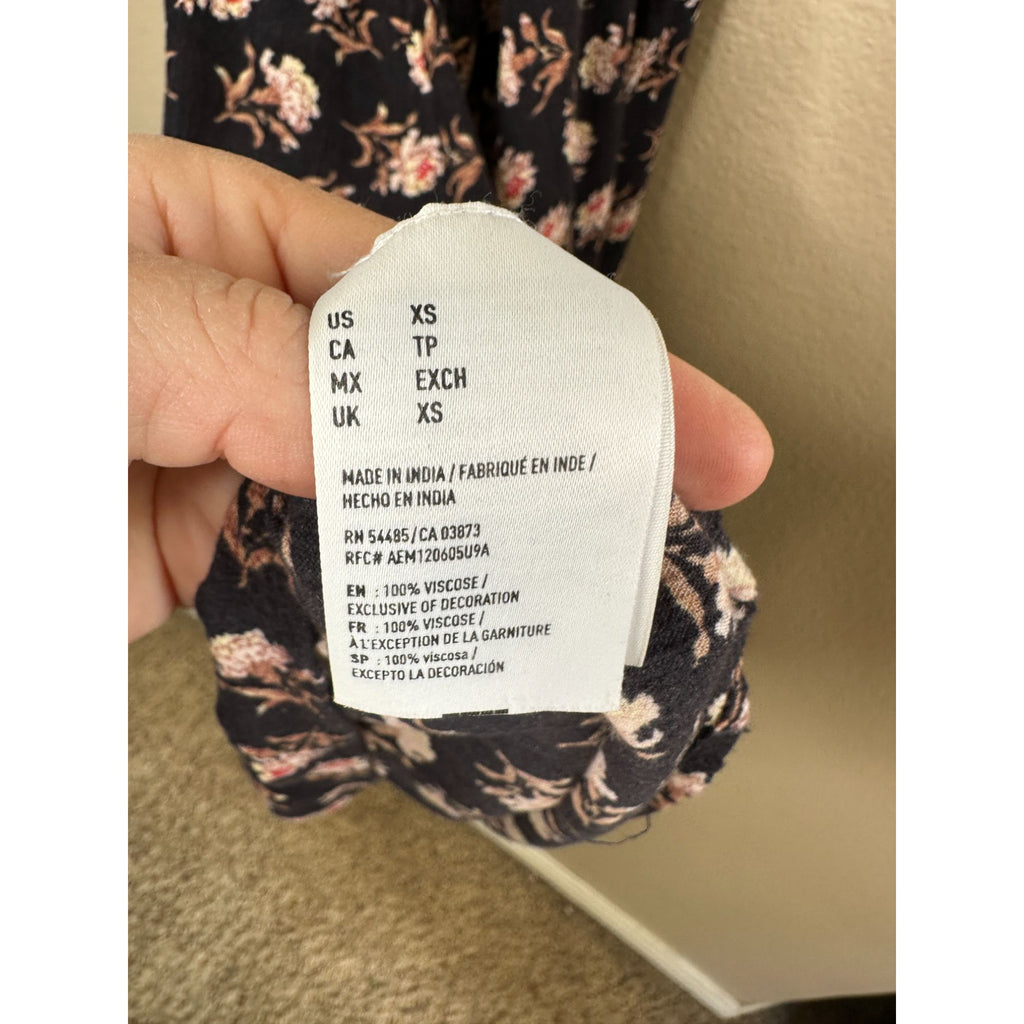 US XS
CA TP
MX EXCH
UK XS
MADE IN INDIA / FABRIQUÉ EN INDE /
HECHO EN INDIA
RN 54485/CA 03873
RFC# AEM120605U9A
EN : 100% VISCOSE /
EXCLUSIVE OF DECORATION
FR : 100% VISCOSE /
À L'EXCEPTION DE LA GARNITURE
SP : 100% viscosa /
EXCEPTO LA DECORACIÓN